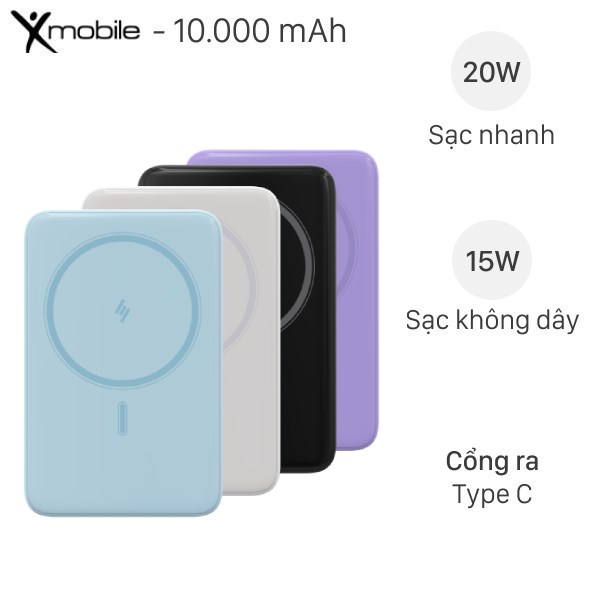 Xmobile - 10.000 mAh
20W
Sạc nhanh
15W
Sạc không dây
Cổng ra
Type C